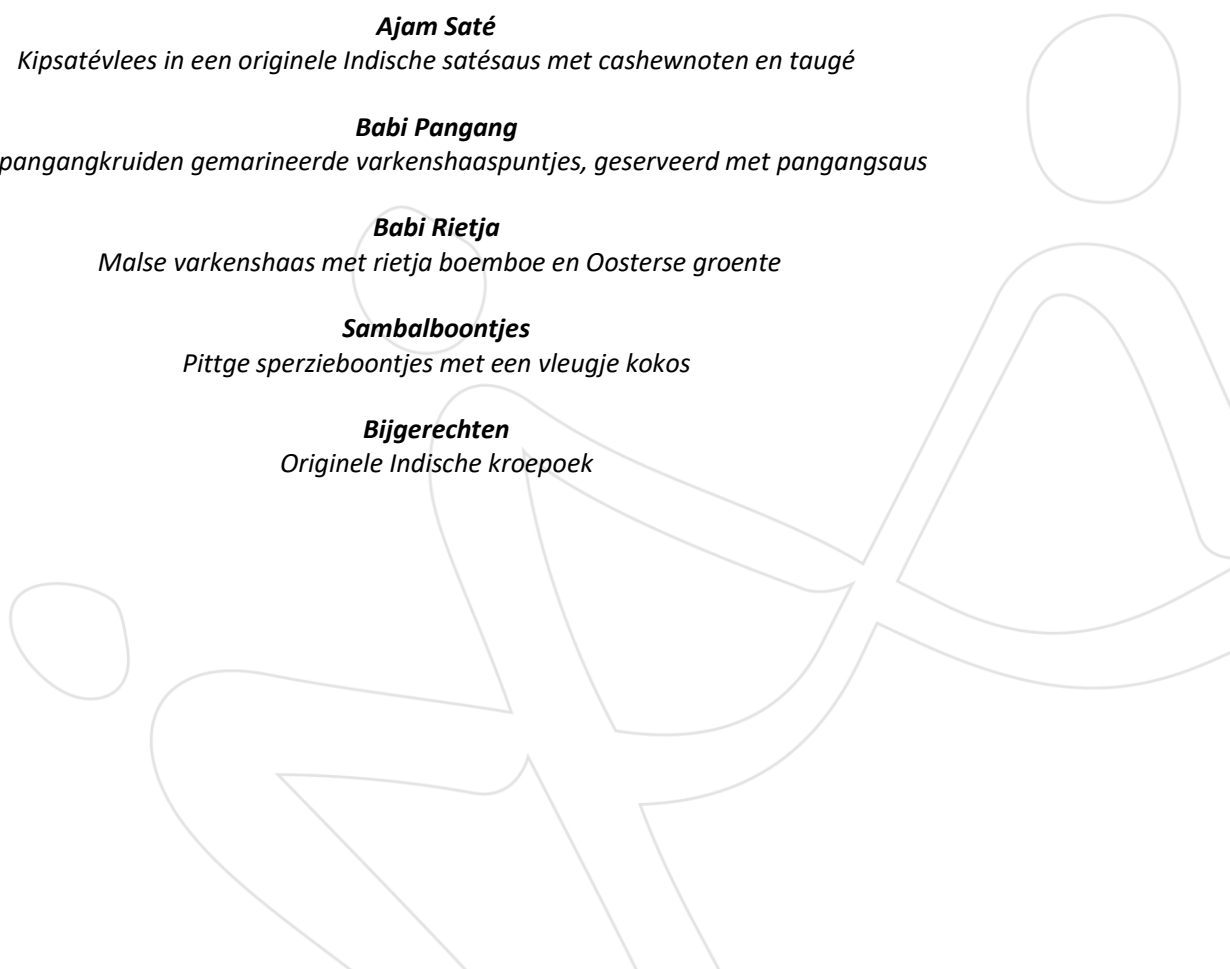 Ajam Saté
Kipsatévlees in een originele Indische satésaus met cashewnoten en taugé
Babi Pangang
pangangkruiden gemarineerde varkenshaaspuntjes, geserveerd met pangangsaus
Babi Rietja
Malse varkenshaas met rietja boemboe en Oosterse groente
Sambalboontjes
Pittge sperzieboontjes met een vleugje kokos
Bijgerechten
Originele Indische kroepoek